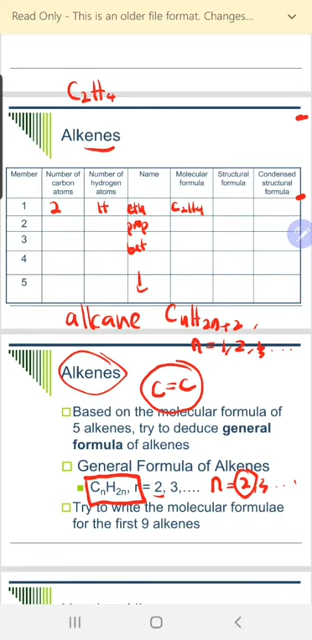 Read Only - This is an older file format. Changes...
C2H4
Alkenes
Member
Number of carbon atoms
Number of hydrogen atoms
Name
Molecular formula
Structural formula
Condensed structural formula
1 2 4 eth C2H4
2 prop
3 but
4
5
alkane CnH2n+2,
n=1,2,3...
Alkenes
C=C
Based on the molecular formula of
5 alkenes, try to deduce general
formula of alkenes
General Formula of Alkenes
CnH2n, n = 2, 3,.... n=2,3...
Try to write the molecular formulae
for the first 9 alkenes